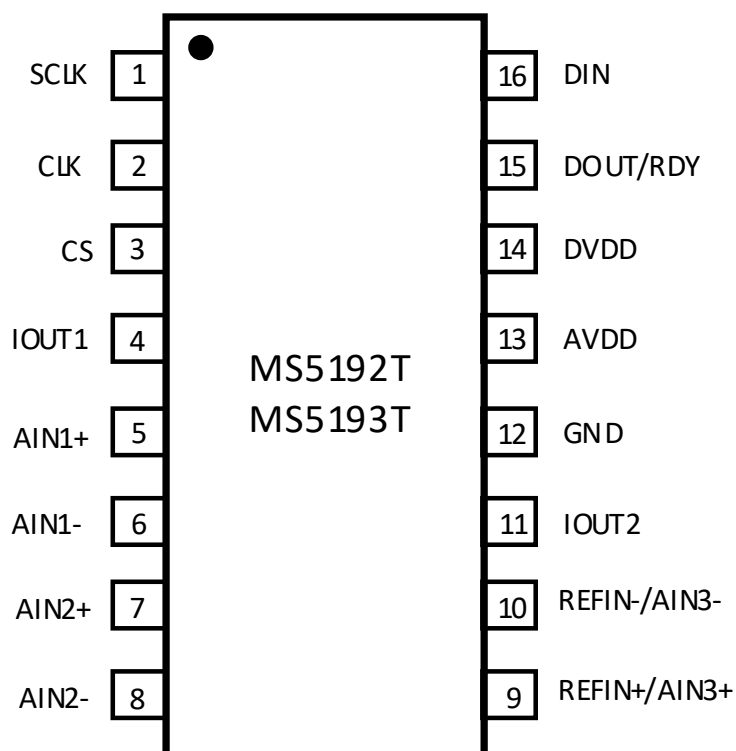 SCLK 1 16 DIN
CLK 2 15 DOUT/RDY
CS 3 14 DVDD
IOUT1 4 13 AVDD
MS5192T
MS5193T
AIN1+ 5 12 GND
AIN1- 6 11 IOUT2
AIN2+ 7 10 REFIN-/AIN3-
AIN2- 8 9 REFIN+/AIN3+